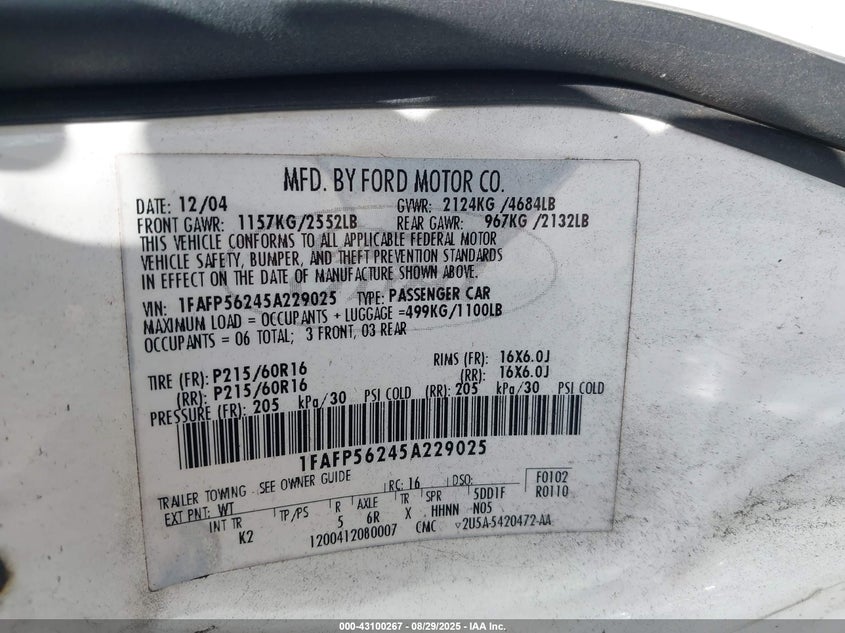 MFD. BY FORD MOTOR CO.
DATE: 12/04 GVWR: 2124KG /4684LB
FRONT GAWR: 1157KG/2552LB REAR GAWR: 967KG /2132LB
THIS VEHICLE CONFORMS TO ALL APPLICABLE FEDERAL MOTOR
VEHICLE SAFETY, BUMPER, AND THEFT PREVENTION STANDARDS
IN EFFECT ON THE DATE OF MANUFACTURE SHOWN ABOVE.
VIN: 1FAFP56245A229025 TYPE: PASSENGER CAR
MAXIMUM LOAD = OCCUPANTS + LUGGAGE =499KG/1100LB
OCCUPANTS = 06 TOTAL; 3 FRONT, 03 REAR
TIRE (FR): P215/60R16 RIMS (FR): 16X6.0J
(RR): P215/60R16 (RR): 16X6.0J
PRESSURE (FR): 205 kPa/30 PSI COLD (RR): 205 kPa/30 PSI COLD
1FAFP56245A229025
TRAILER TOWING - SEE OWNER GUIDE RC: 16 DSO: F0102
EXT PNT: WT 5DD1F R0110
INT TR TP/PS R AXLE TR SPR N05
K2 5 6R X HHNN
1200412080007 CMC ▽2U5A-5420472-AA
000-43100267 - 08/29/2025 - IAA Inc.